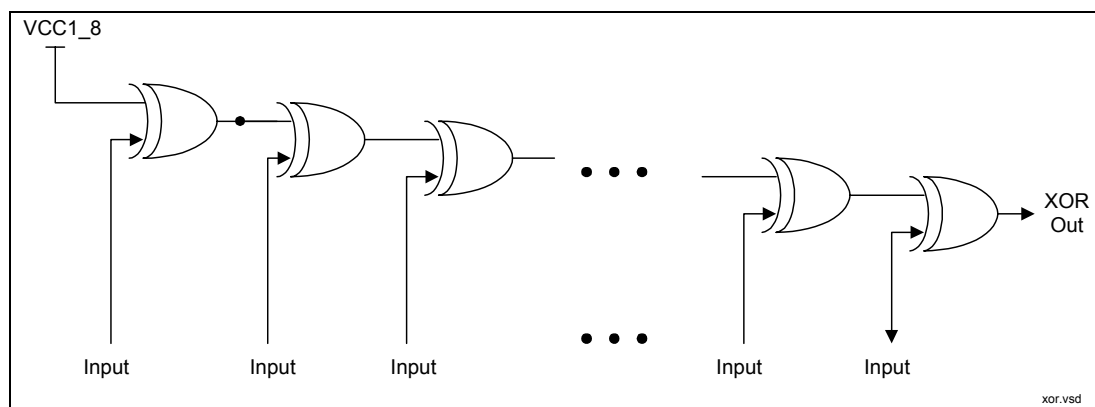 VCC1_8
XOR
Out
Input
Input
Input
Input
Input
xor.vsd